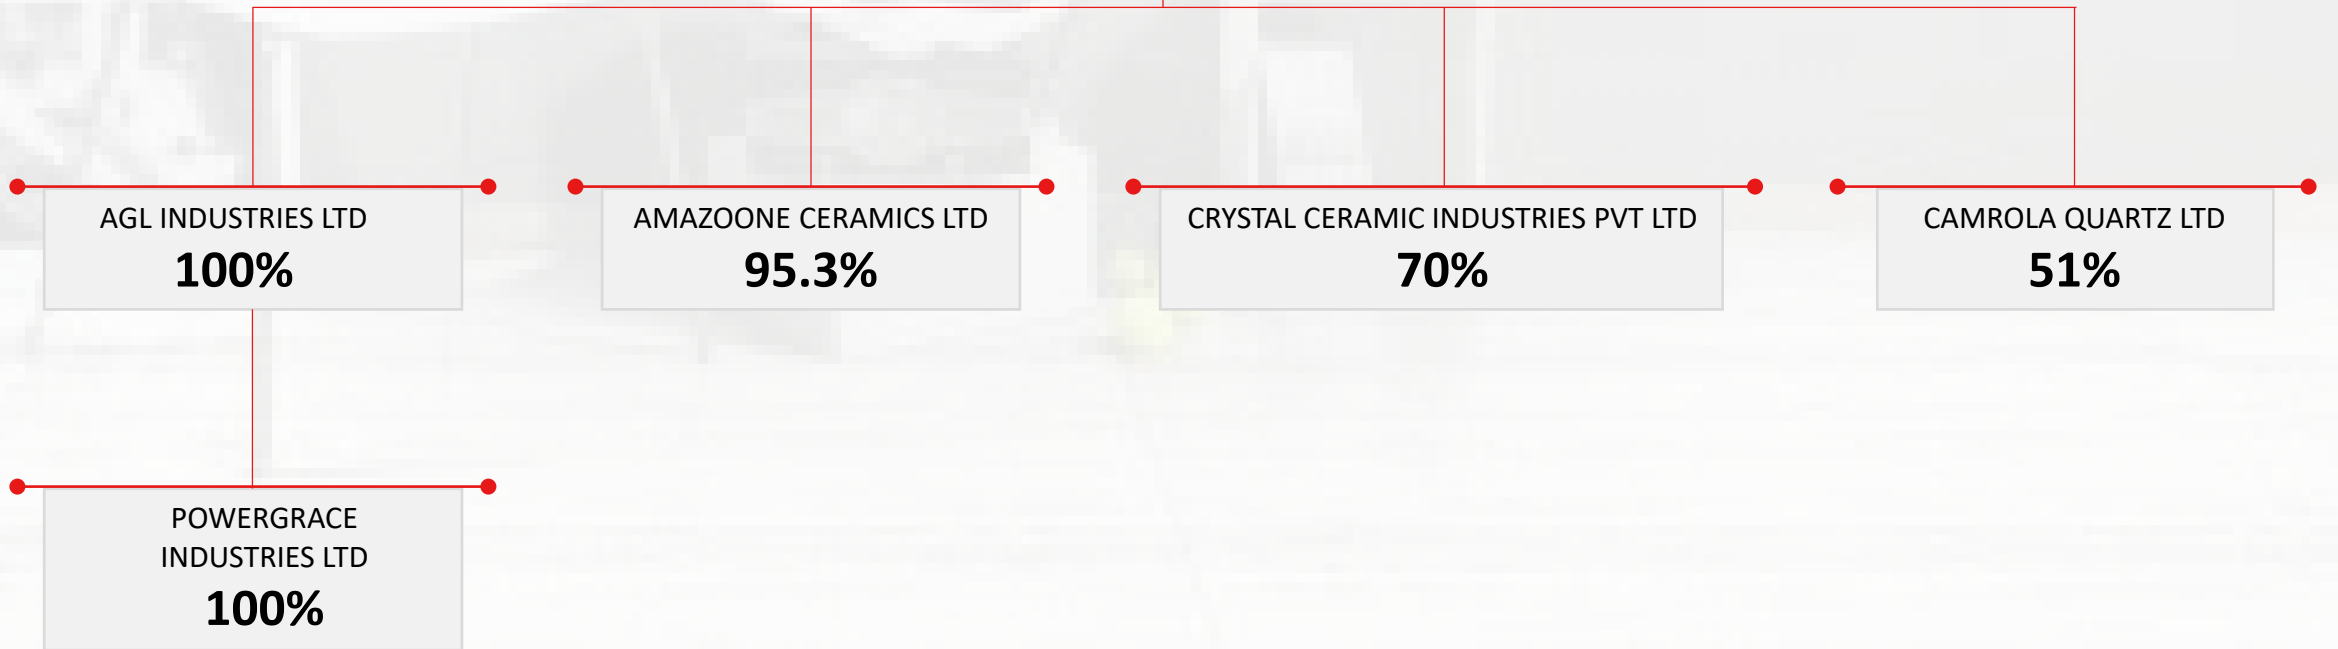 AGL INDUSTRIES LTD
100%
AMAZOONE CERAMICS LTD
95.3%
CRYSTAL CERAMIC INDUSTRIES PVT LTD
70%
CAMROLA QUARTZ LTD
51%
POWERGRACE
INDUSTRIES LTD
100%